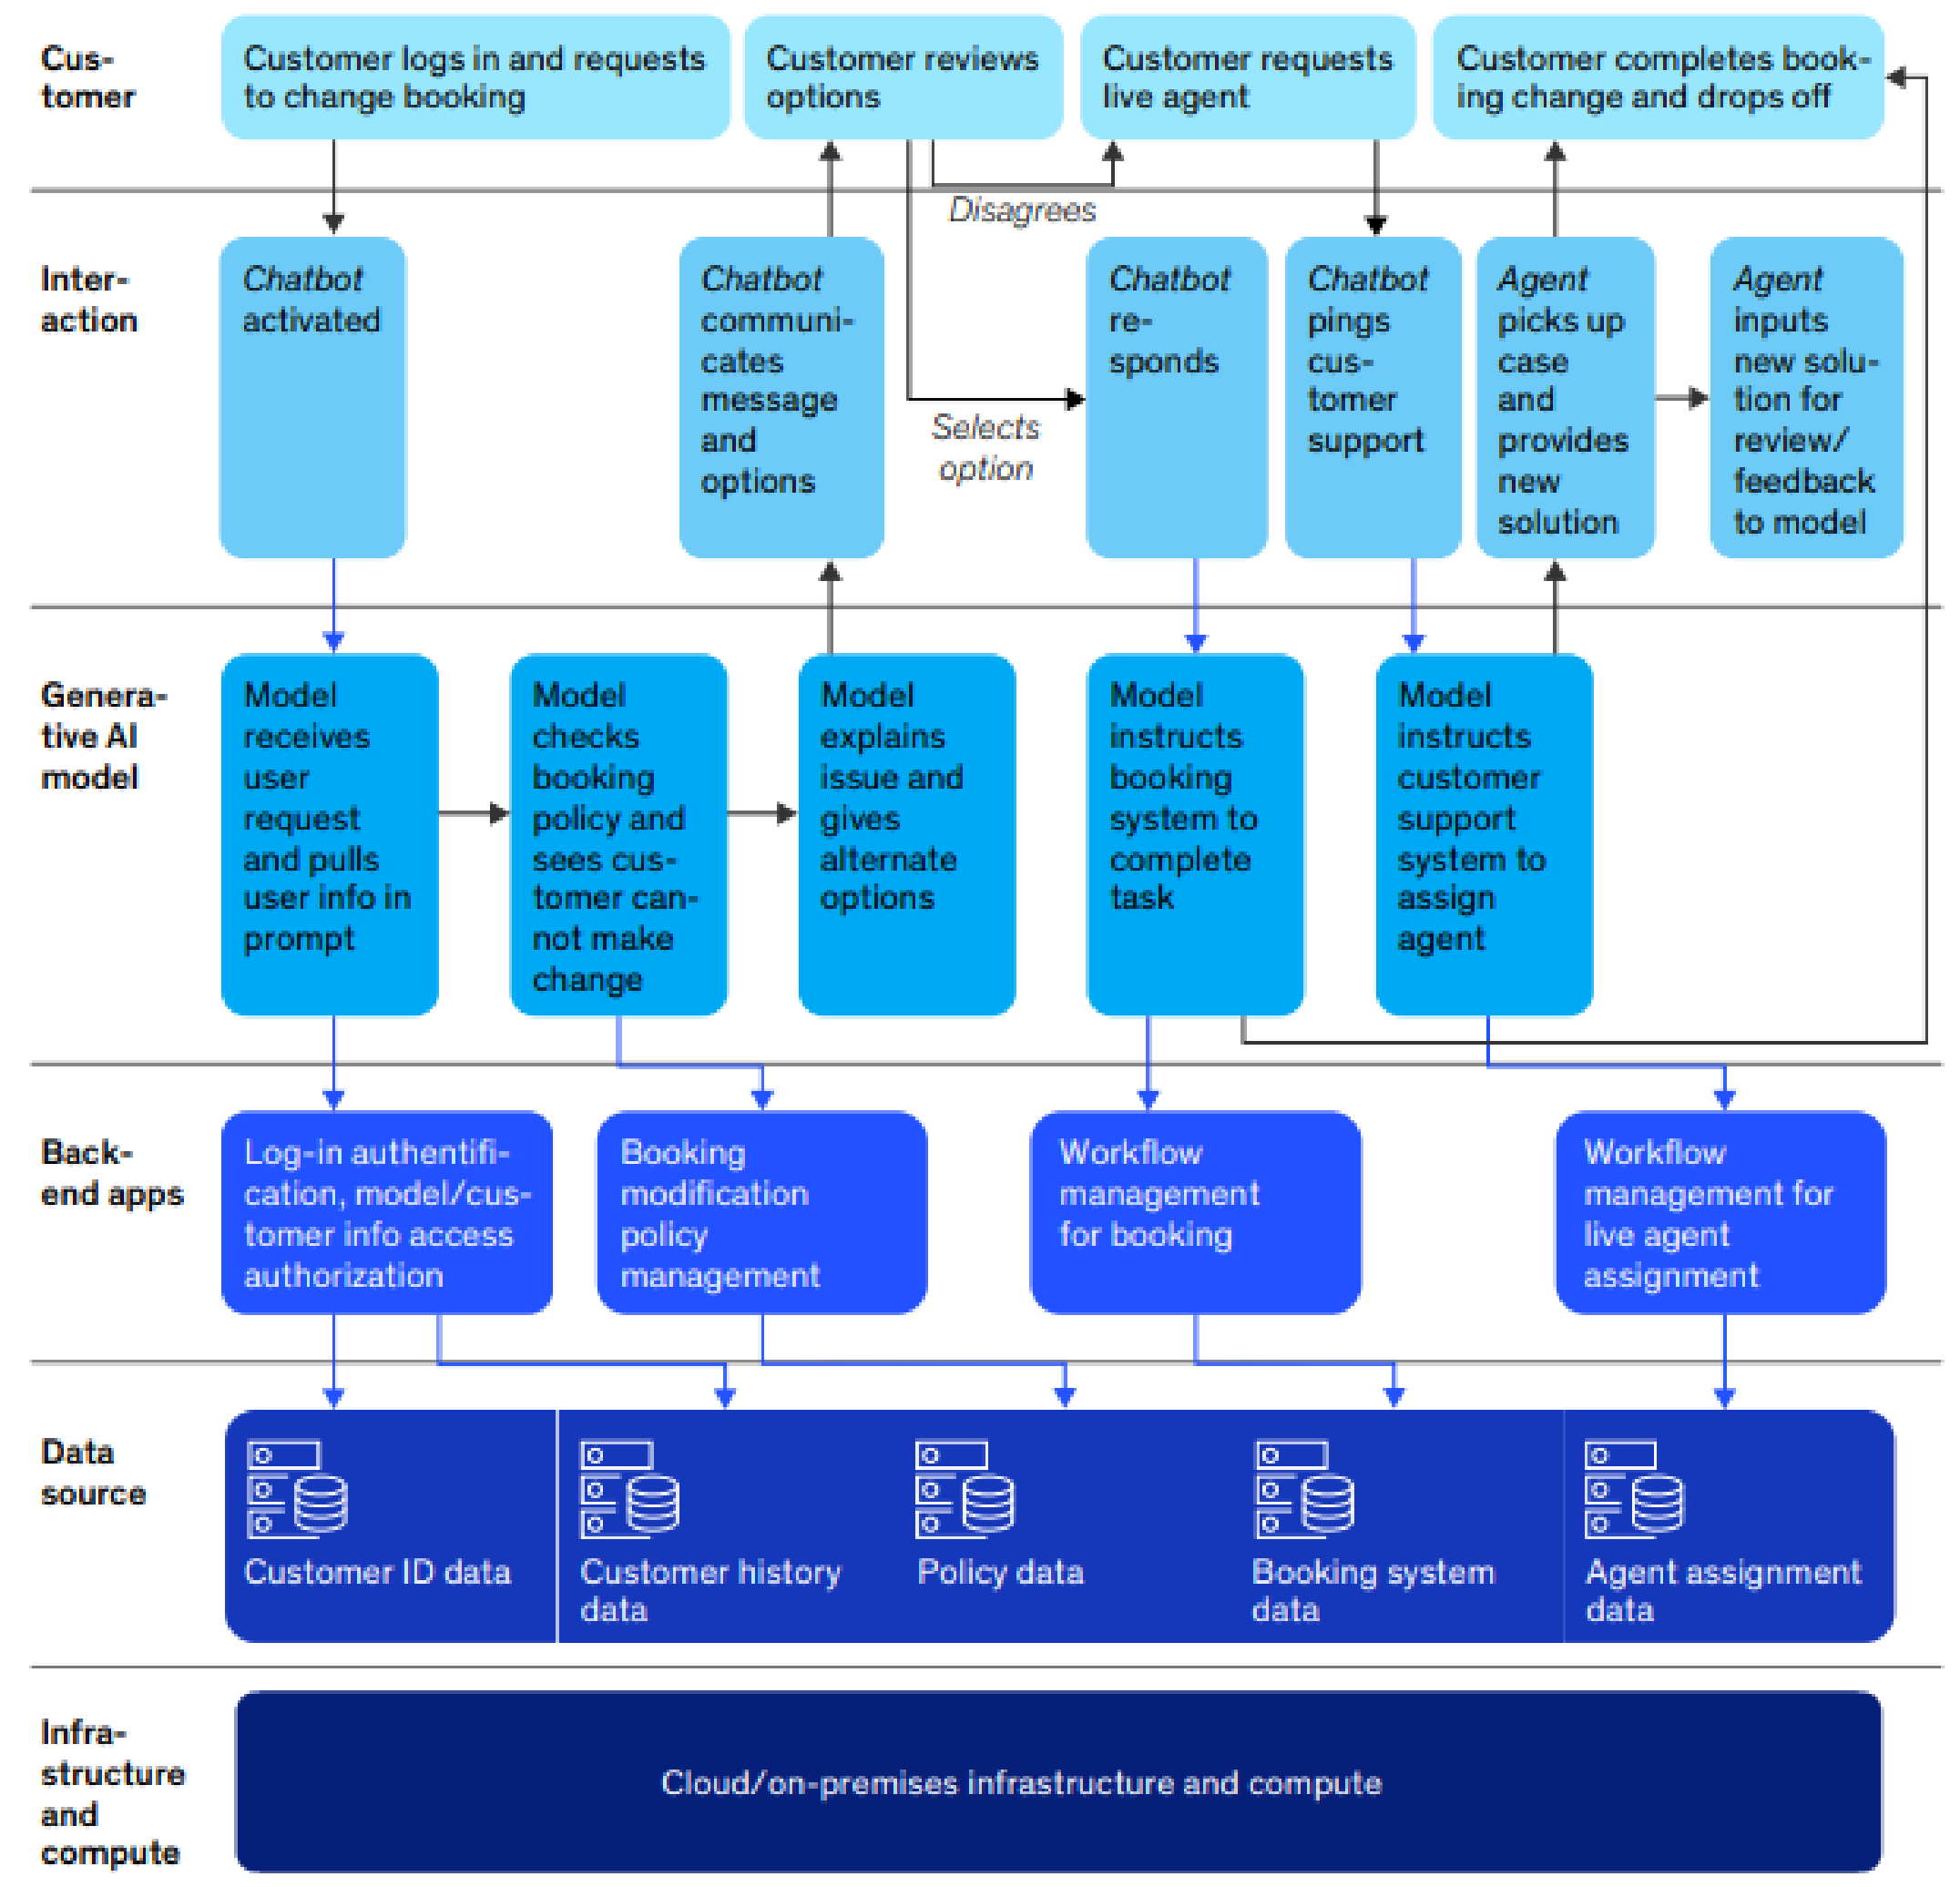 Cus-
tomer
Customer logs in and requests
to change booking
Customer reviews
options
Customer requests
live agent
Customer completes book-
ing change and drops off
Disagrees
Inter-
action
Chatbot
activated
Chatbot
communi-
cates
message
and
options
Selects
option
Chatbot
re-
sponds
Chatbot
pings
cus-
tomer
support
Agent
picks up
case
and
provides
new
solution
Agent
inputs
new solu-
tion for
review/
feedback
to model
Genera-
tive AI
model
Model
receives
user
request
and pulls
user info in
prompt
Model
checks
booking
policy and
sees cus-
tomer can-
not make
change
Model
explains
issue and
gives
alternate
options
Model
instructs
booking
system to
complete
task
Model
instructs
customer
support
system to
assign
agent
Back-
end apps
Log-in authentifi-
cation, model/cus-
tomer info access
authorization
Booking
modification
policy
management
Workflow
management
for booking
Workflow
management for
live agent
assignment
Data
source
Customer ID data
Customer history
data
Policy data
Booking system
data
Agent assignment
data
Infra-
structure
and
compute
Cloud/on-premises infrastructure and compute